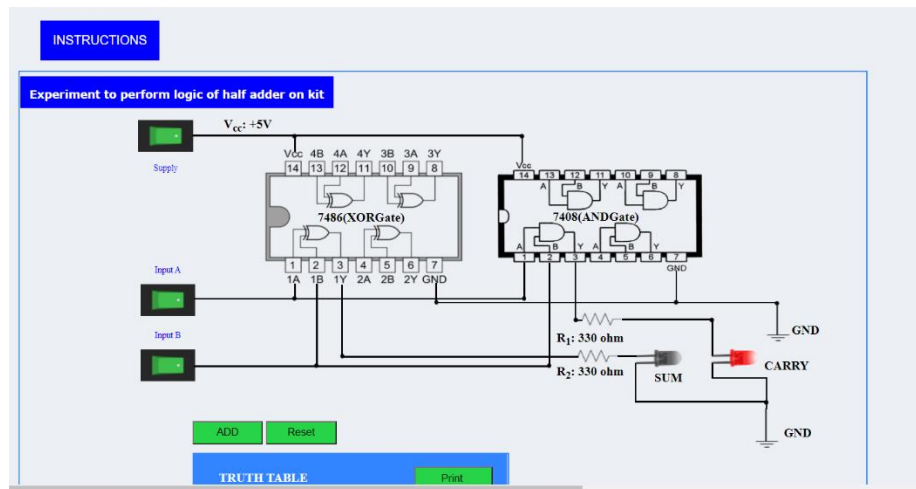 INSTRUCTIONS
Experiment to perform logic of half adder on kit
Vcc: +5V
Supply
Vcc 4B 4A 4Y 3B 3A 3Y
14 13 12 11 10 9 8
7486(XORGate)
1 2 3 4 5 6 7
1A 1B 1Y 2A 2B 2Y GND
Vcc
14 13 12 11 10 9 8
A B Y A B Y
7408(ANDGate)
A B Y A B Y
1 2 3 4 5 6 7
GND
Input A
Input B
R1: 330 ohm
GND
R2: 330 ohm
SUM
CARRY
GND
ADD
Reset
TRUTH TABLE
Print